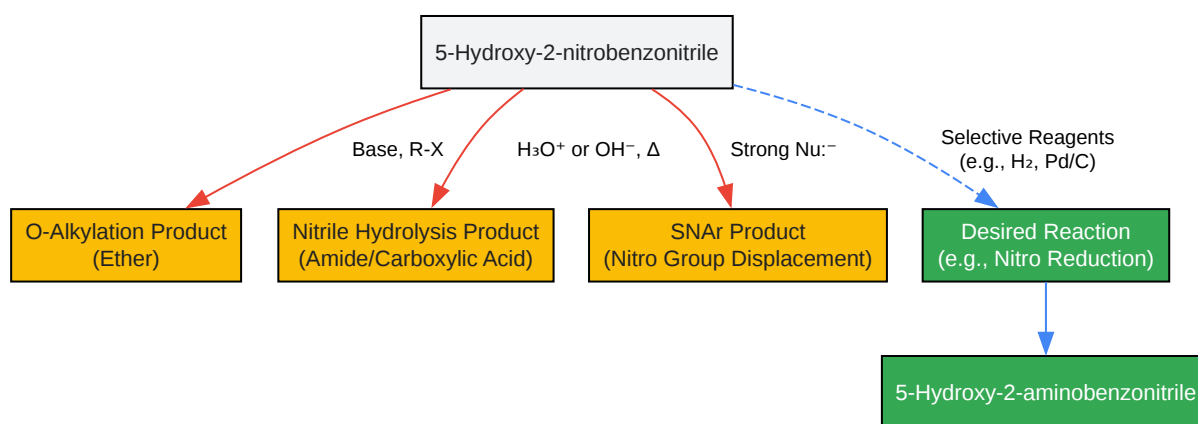 5-Hydroxy-2-nitrobenzonitrile
Base, R-X
H₃O⁺ or OH⁻, Δ
Strong Nu:⁻
Selective Reagents
(e.g., H₂, Pd/C)
O-Alkylation Product
(Ether)
Nitrile Hydrolysis Product
(Amide/Carboxylic Acid)
SNAr Product
(Nitro Group Displacement)
Desired Reaction
(e.g., Nitro Reduction)
5-Hydroxy-2-aminobenzonitrile